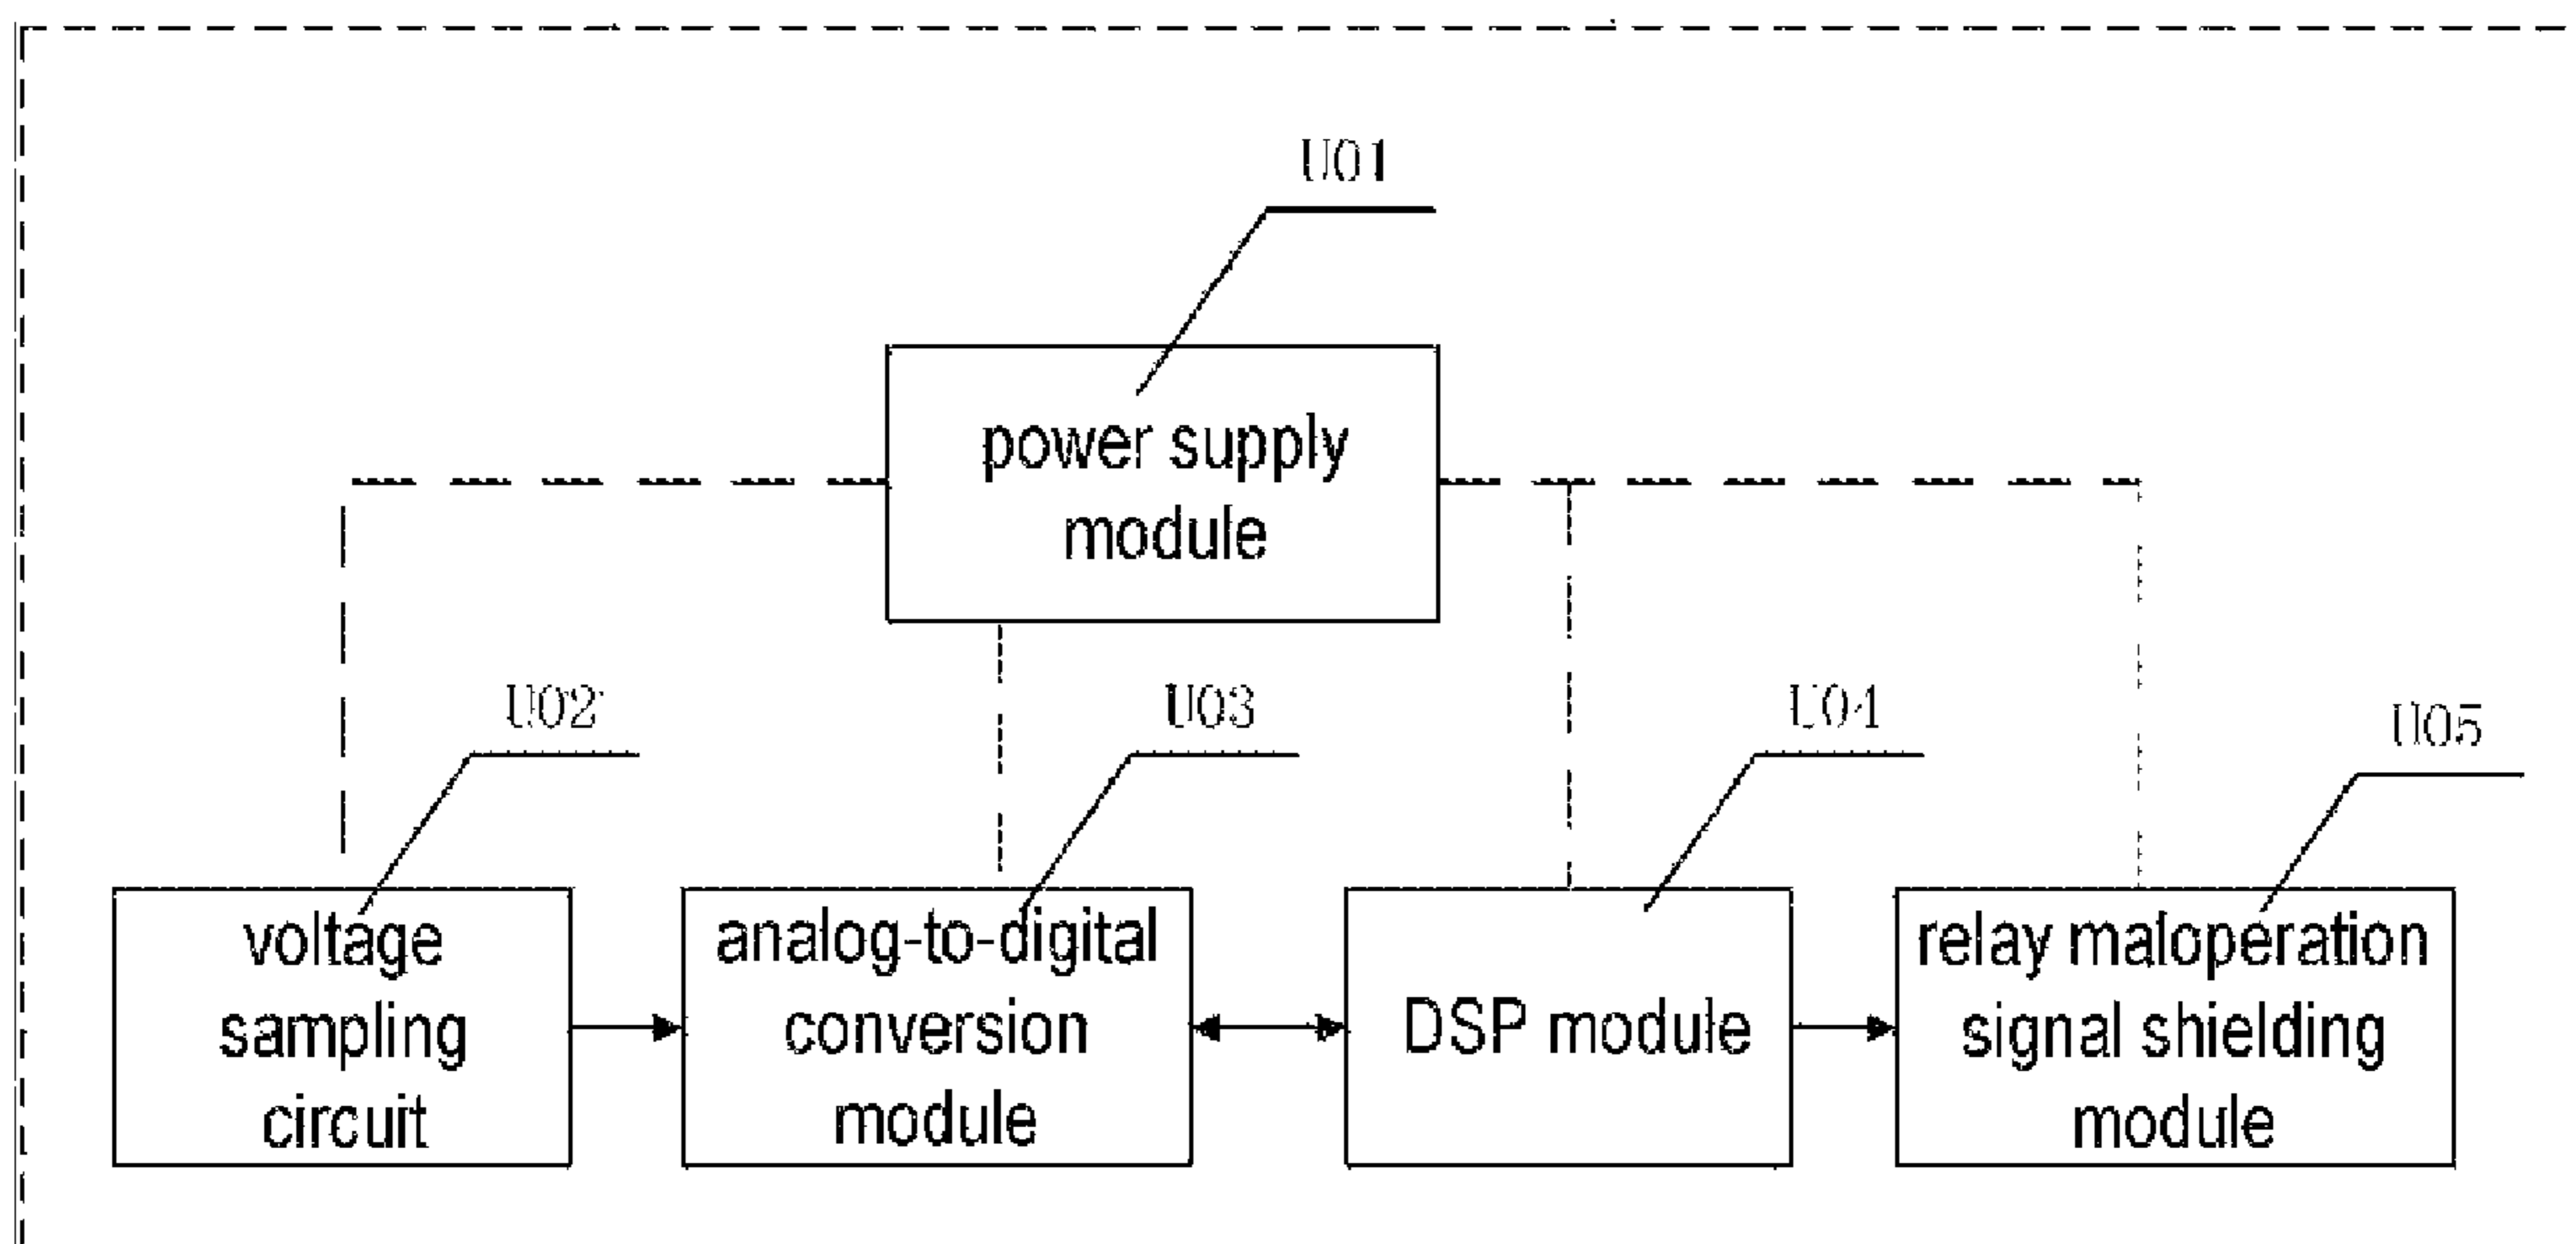 U01
power supply
module
U02
U03
U04
U05
voltage
sampling
circuit
analog-to-digital
conversion
module
DSP module
relay maloperation
signal shielding
module